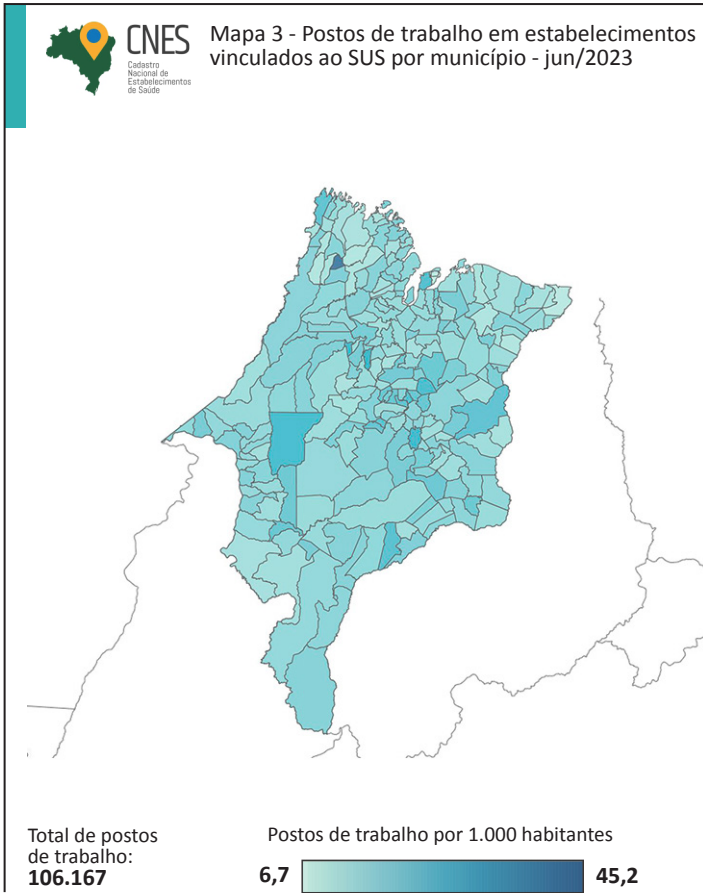 CNES
Cadastro
Nacional de
Estabelecimentos
de Saúde
Mapa 3 - Postos de trabalho em estabelecimentos
vinculados ao SUS por município - jun/2023
Total de postos
de trabalho:
106.167
Postos de trabalho por 1.000 habitantes
6,7
45,2